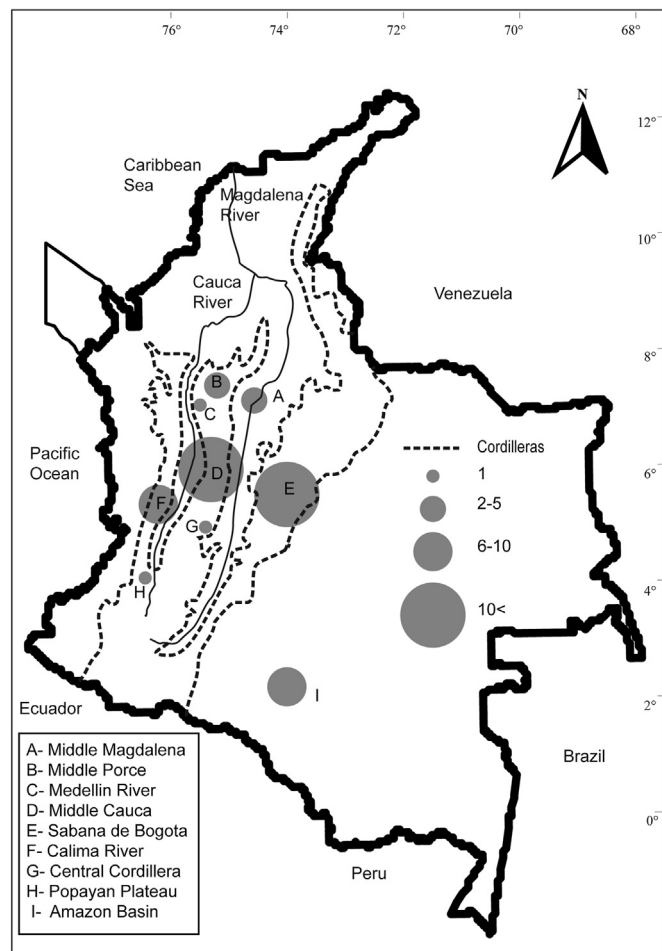 76°
74°
72°
70°
68°
N
12°
10°
8°
6°
4°
2°
0°
Caribbean
Sea
Magdalena
River
Cauca
River
Venezuela
Pacific
Ocean
B
A
C
D
E
F
G
H
I
Cordilleras
1
2-5
6-10
10<
Ecuador
Brazil
Peru
A- Middle Magdalena
B- Middle Porce
C- Medellin River
D- Middle Cauca
E- Sabana de Bogota
F- Calima River
G- Central Cordillera
H- Popayan Plateau
I- Amazon Basin